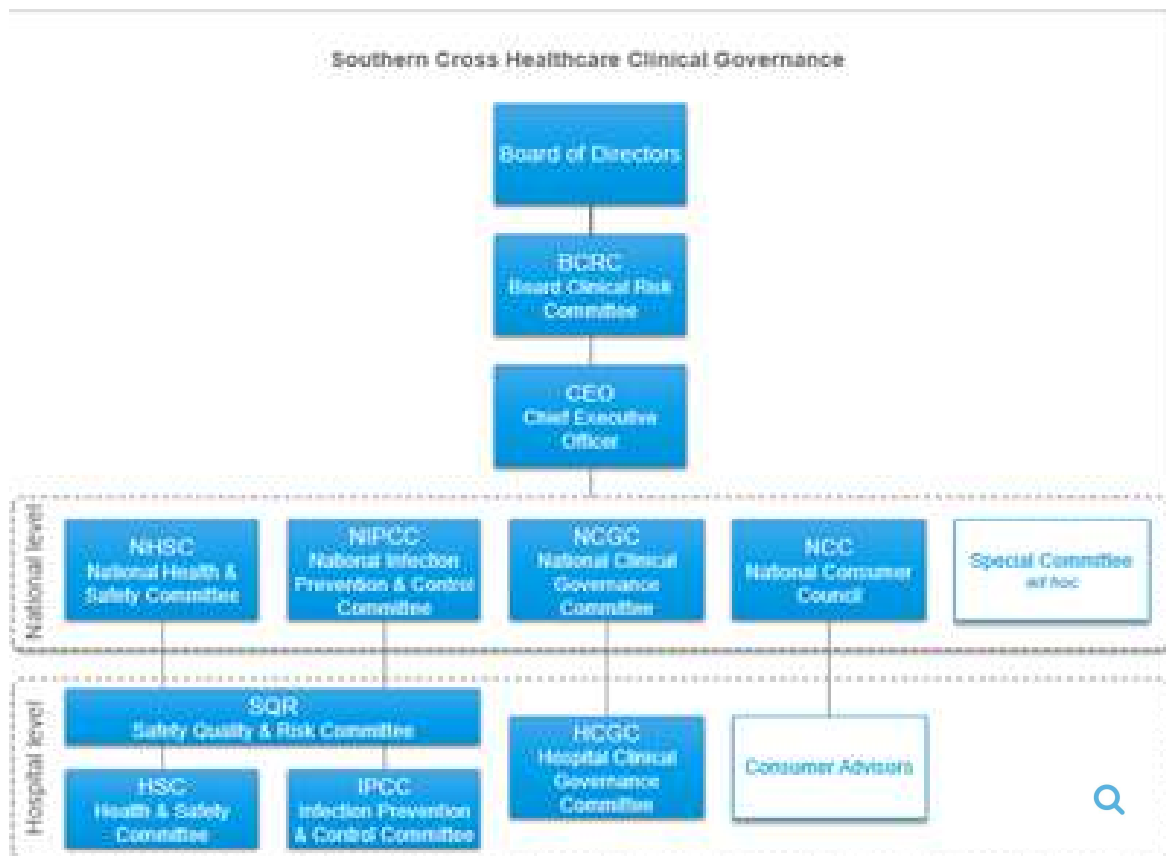 Southern Cross Healthcare Clinical Governance
Board of Directors
BCRC
Board Clinical Risk
Committee
CEO
Chief Executive
Officer
National level
NHSC
National Health &
Safety Committee
NIPCC
National Infection
Prevention & Control
Committee
NCGC
National Clinical
Governance
Committee
NCC
National Consumer
Council
Special Committee
ad hoc
Hospital level
SQR
Safety Quality & Risk Committee
HSC
Health & Safety
Committee
IPCC
Infection Prevention
& Control Committee
HCGC
Hospital Clinical
Governance
Committee
Consumer Advisors